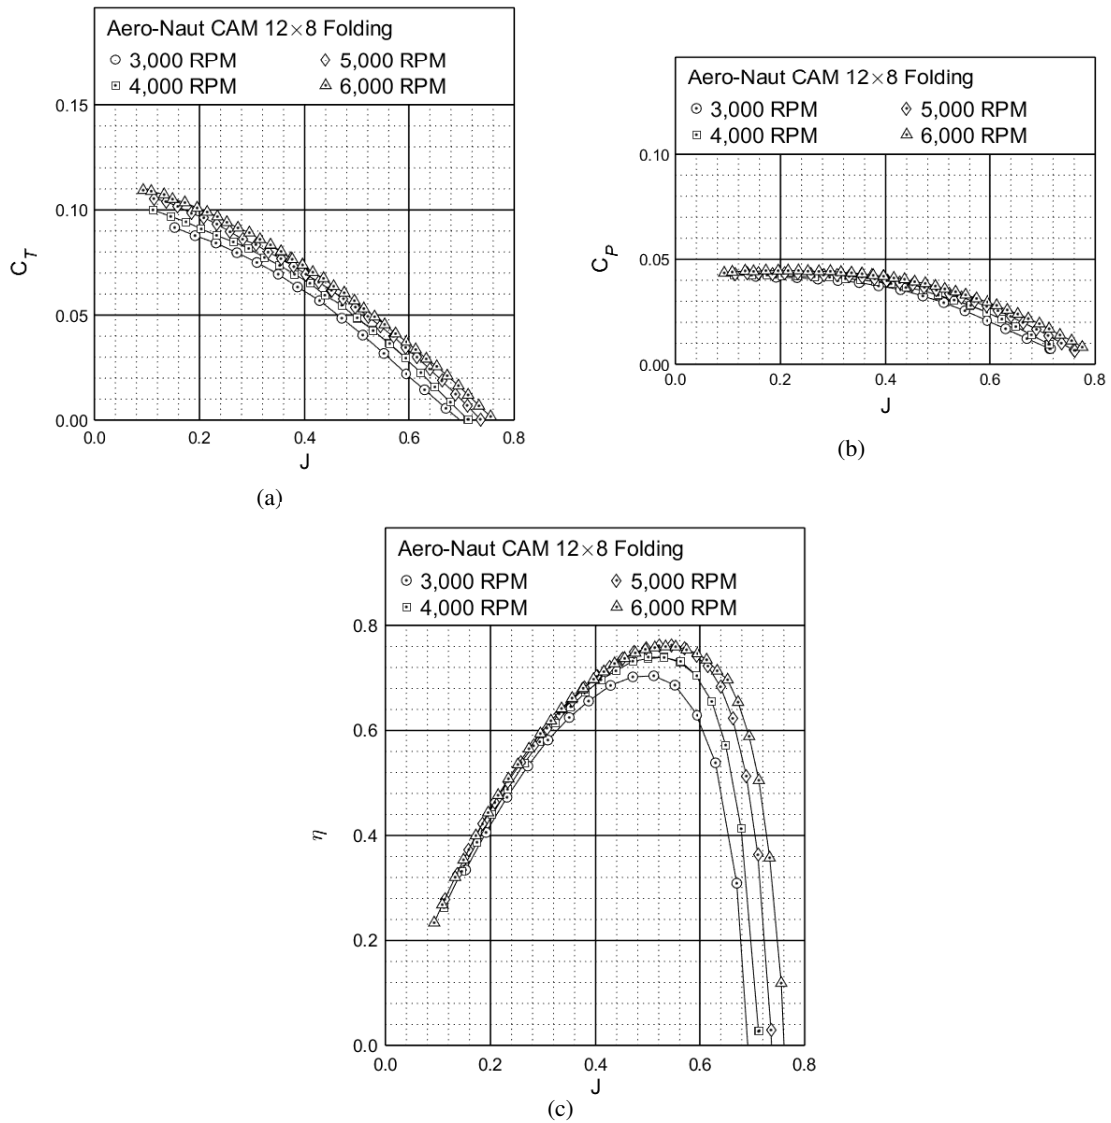 Aero-Naut CAM 12×8 Folding
3,000 RPM 5,000 RPM
4,000 RPM 6,000 RPM
0.15
0.10
0.05
0.00
C_T
0.0 0.2 0.4 0.6 0.8
J
(a)
Aero-Naut CAM 12×8 Folding
3,000 RPM 5,000 RPM
4,000 RPM 6,000 RPM
0.10
0.05
0.00
C_P
0.0 0.2 0.4 0.6 0.8
J
(b)
Aero-Naut CAM 12×8 Folding
3,000 RPM 5,000 RPM
4,000 RPM 6,000 RPM
0.8
0.6
0.4
0.2
0.0
η
0.0 0.2 0.4 0.6 0.8
J
(c)